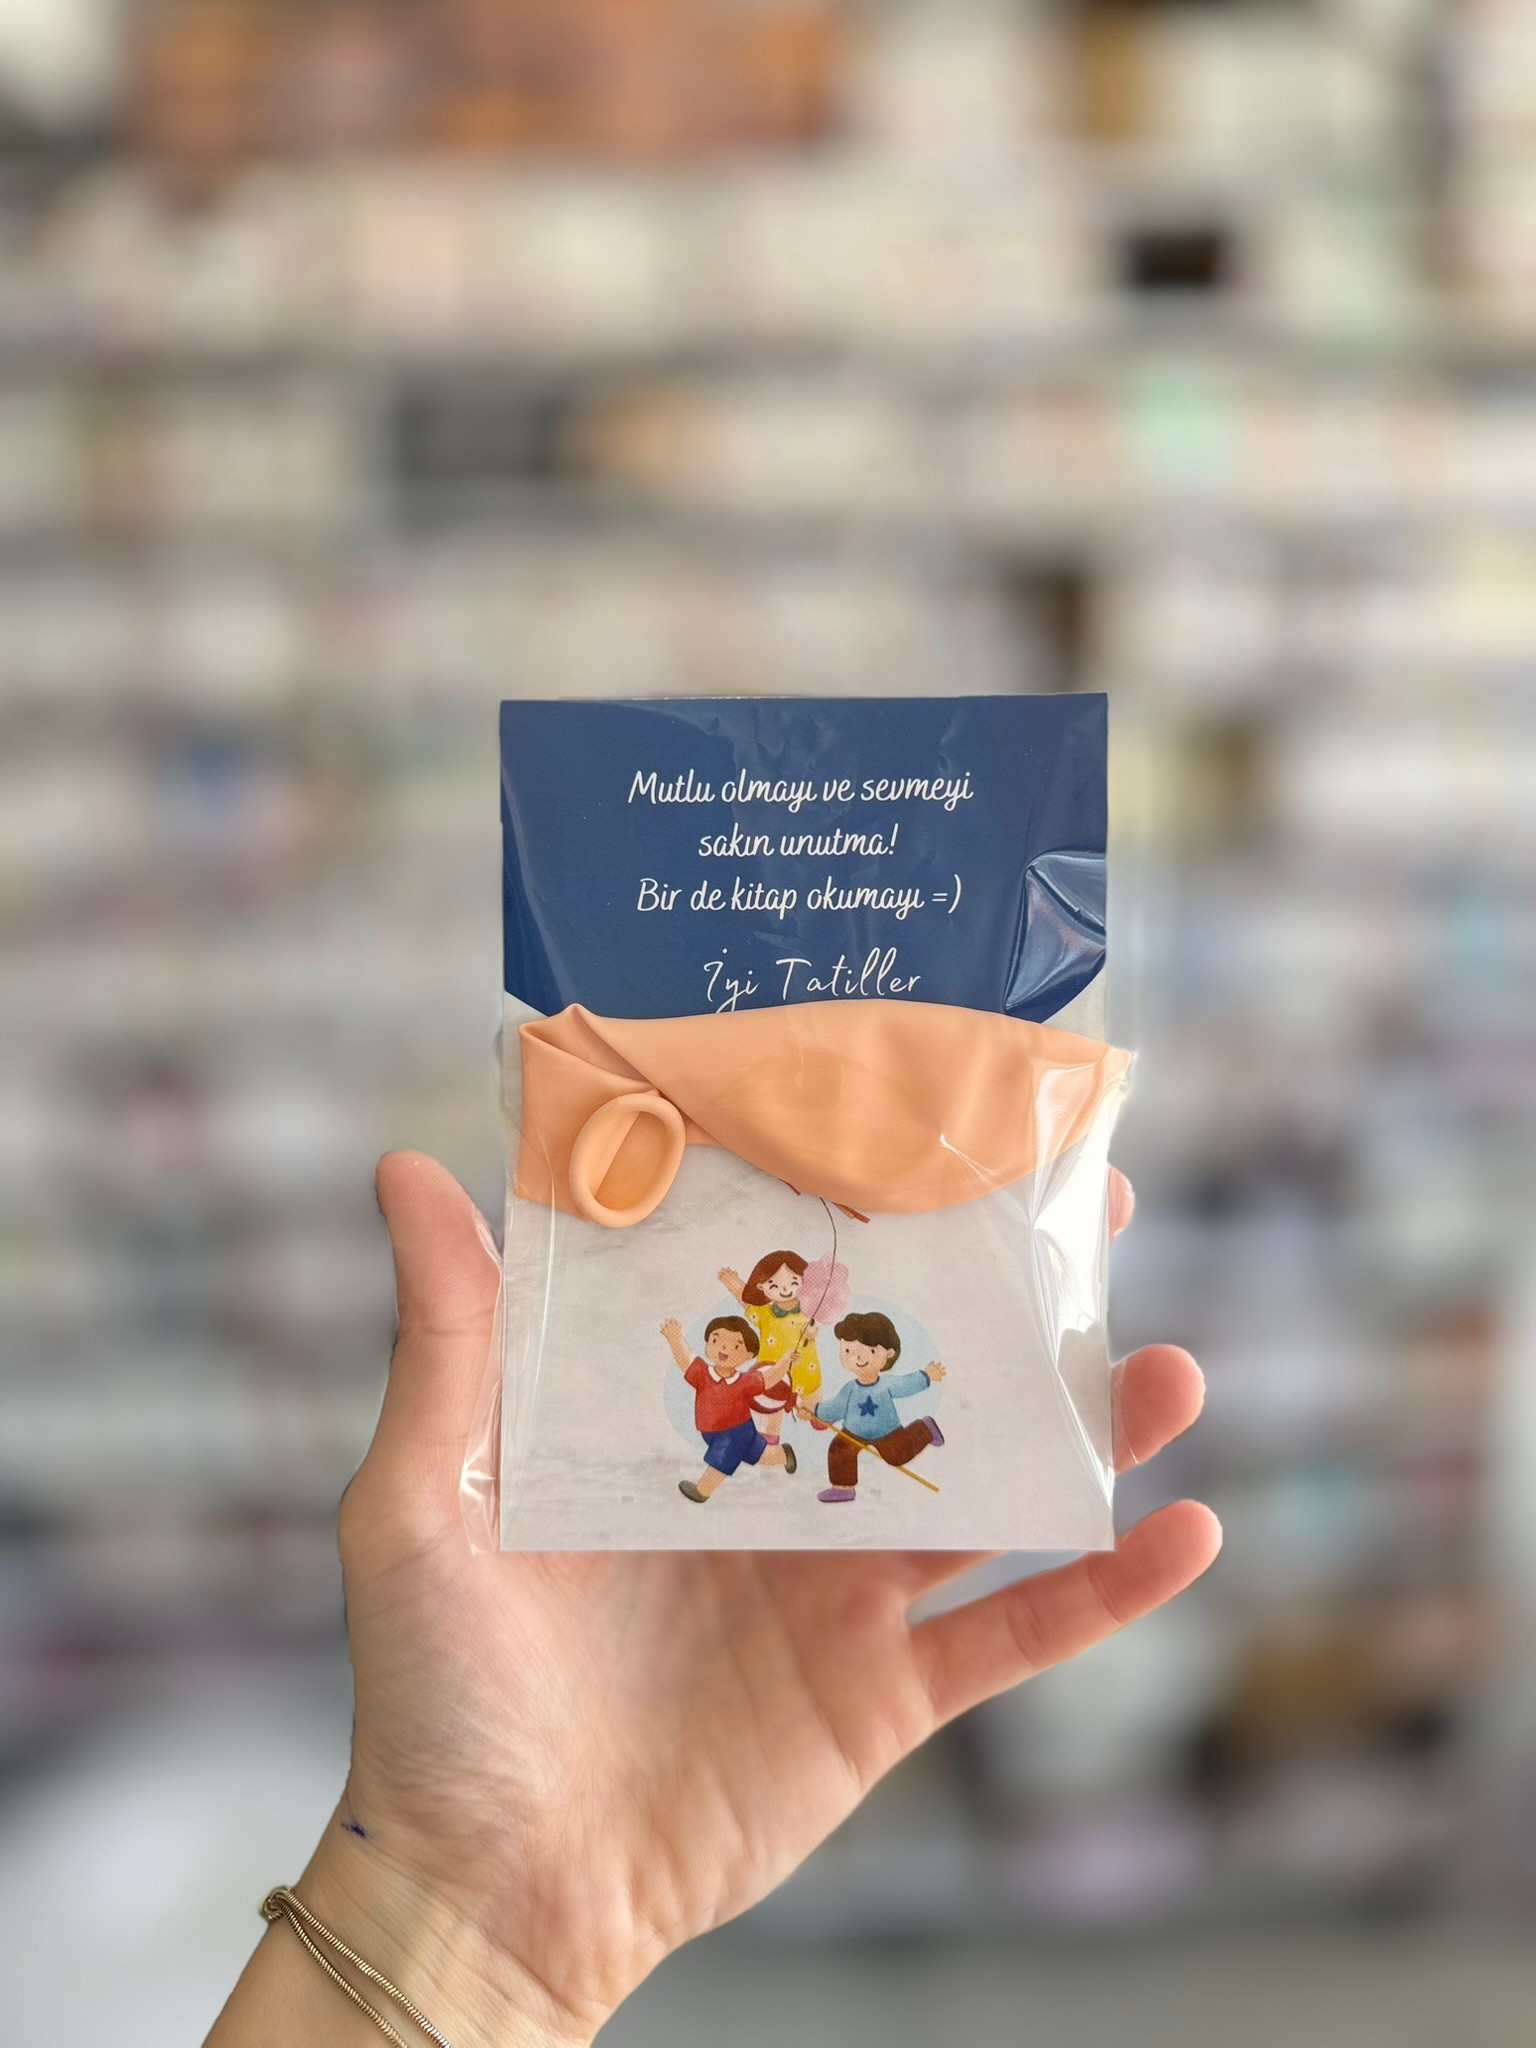 Mutlu olmayı ve sevmeyi
sakın unutma!
Bir de kitap okumayı =)
İyi Tatiller